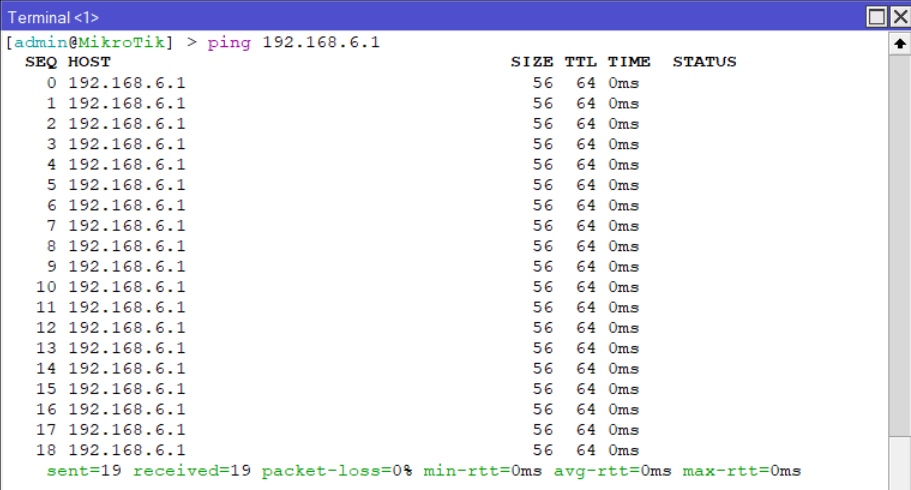 Terminal <1>
[admin@MikroTik] > ping 192.168.6.1
SEQ HOST SIZE TTL TIME STATUS
0 192.168.6.1 56 64 0ms
1 192.168.6.1 56 64 0ms
2 192.168.6.1 56 64 0ms
3 192.168.6.1 56 64 0ms
4 192.168.6.1 56 64 0ms
5 192.168.6.1 56 64 0ms
6 192.168.6.1 56 64 0ms
7 192.168.6.1 56 64 0ms
8 192.168.6.1 56 64 0ms
9 192.168.6.1 56 64 0ms
10 192.168.6.1 56 64 0ms
11 192.168.6.1 56 64 0ms
12 192.168.6.1 56 64 0ms
13 192.168.6.1 56 64 0ms
14 192.168.6.1 56 64 0ms
15 192.168.6.1 56 64 0ms
16 192.168.6.1 56 64 0ms
17 192.168.6.1 56 64 0ms
18 192.168.6.1 56 64 0ms
sent=19 received=19 packet-loss=0% min-rtt=0ms avg-rtt=0ms max-rtt=0ms